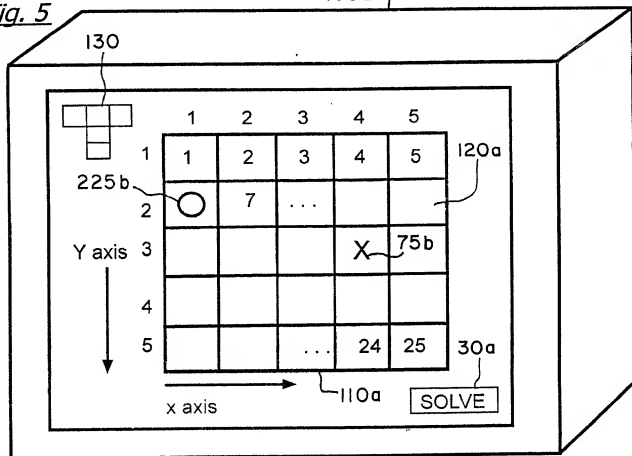 Fig. 5
130
1 2 3 4 5
1 1 2 3 4 5 120a
225b
2 7 ...
Y axis 3 X 75b
4
5 ... 24 25 30a
x axis 110a SOLVE